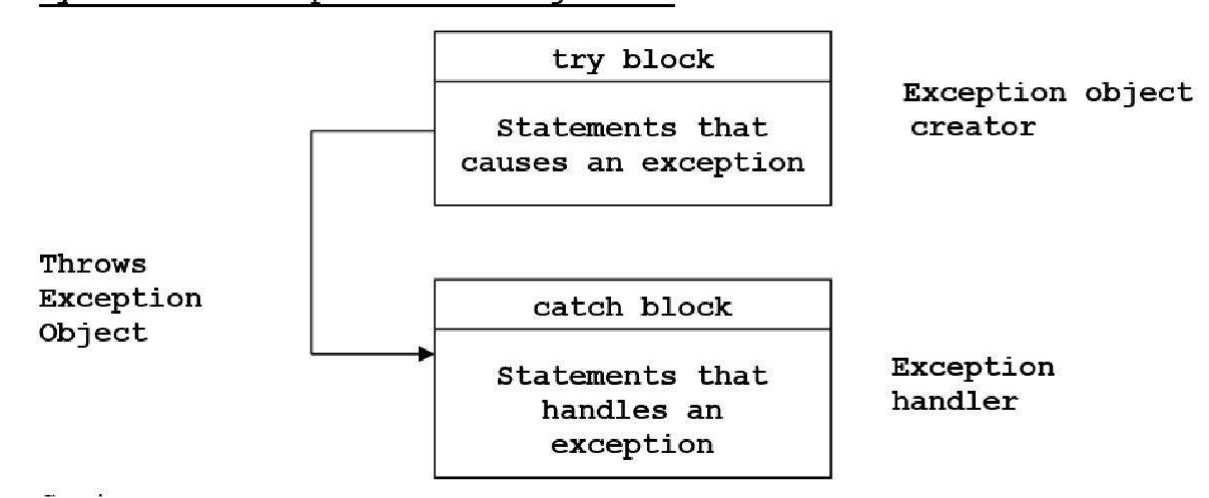 try block
Statements that
causes an exception
Exception object
creator
Throws
Exception
Object
catch block
Statements that
handles an
exception
Exception
handler